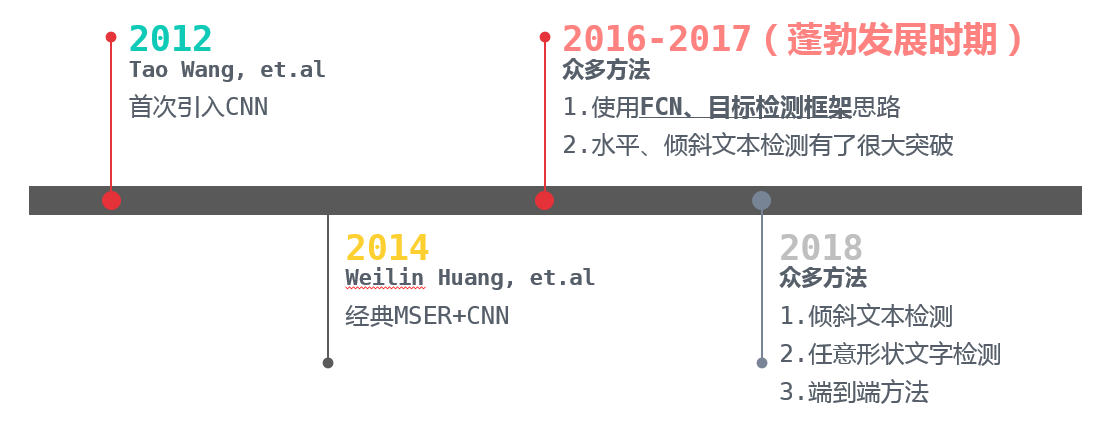 2012
Tao Wang, et.al
首次引入CNN
2016-2017（蓬勃发展时期）
众多方法
1.使用FCN、目标检测框架思路
2.水平、倾斜文本检测有了很大突破
2014
Weilin Huang, et.al
经典MSER+CNN
2018
众多方法
1.倾斜文本检测
2.任意形状文字检测
3.端到端方法